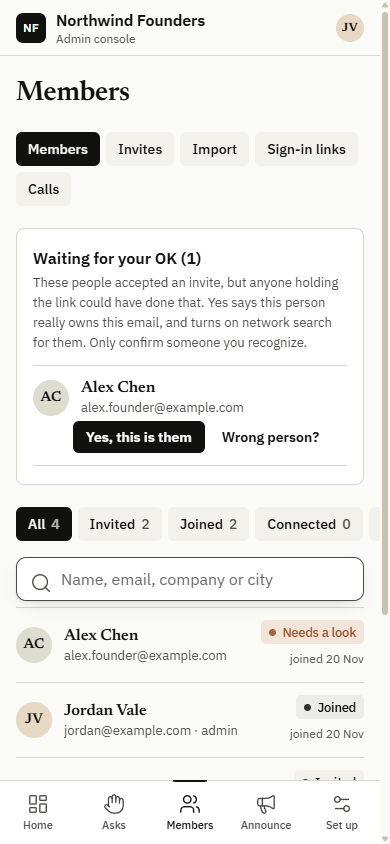 NF
Northwind Founders
Admin console
JV
Members
Members
Invites
Import
Sign-in links
Calls
Waiting for your OK (1)
These people accepted an invite, but anyone holding
the link could have done that. Yes says this person
really owns this email, and turns on network search
for them. Only confirm someone you recognize.
AC
Alex Chen
alex.founder@example.com
Yes, this is them
Wrong person?
All 4
Invited 2
Joined 2
Connected 0
Name, email, company or city
AC
Alex Chen
alex.founder@example.com
Needs a look
joined 20 Nov
JV
Jordan Vale
jordan@example.com · admin
Joined
joined 20 Nov
Invited
Home
Asks
Members
Announce
Set up